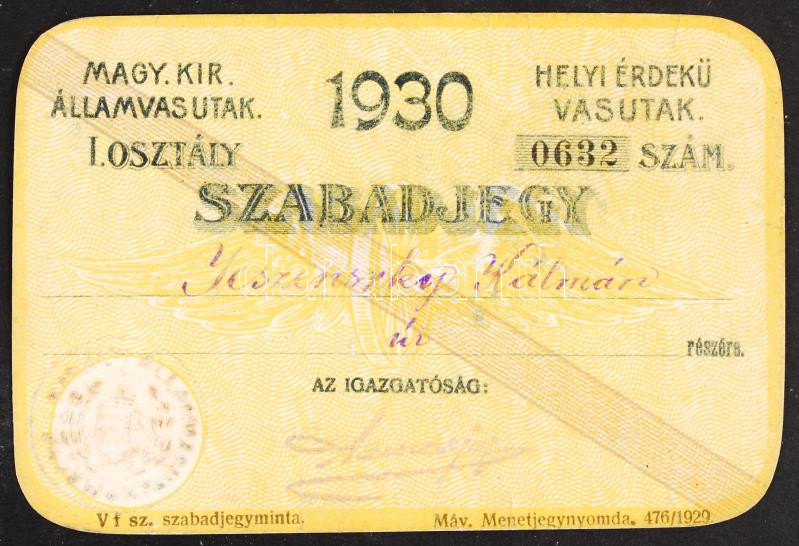 MAGY. KIR.
ÁLLAMVASUTAK.
I. OSZTÁLY
1930
HELYI ÉRDEKŰ
VASUTAK.
0632 SZÁM.
SZABADJEGY
Jeszenszky Kálmán
úr
részére.
AZ IGAZGATÓSÁG:
V f sz. szabadjegyminta.
Máv. Menetjegynyomda. 476/1929